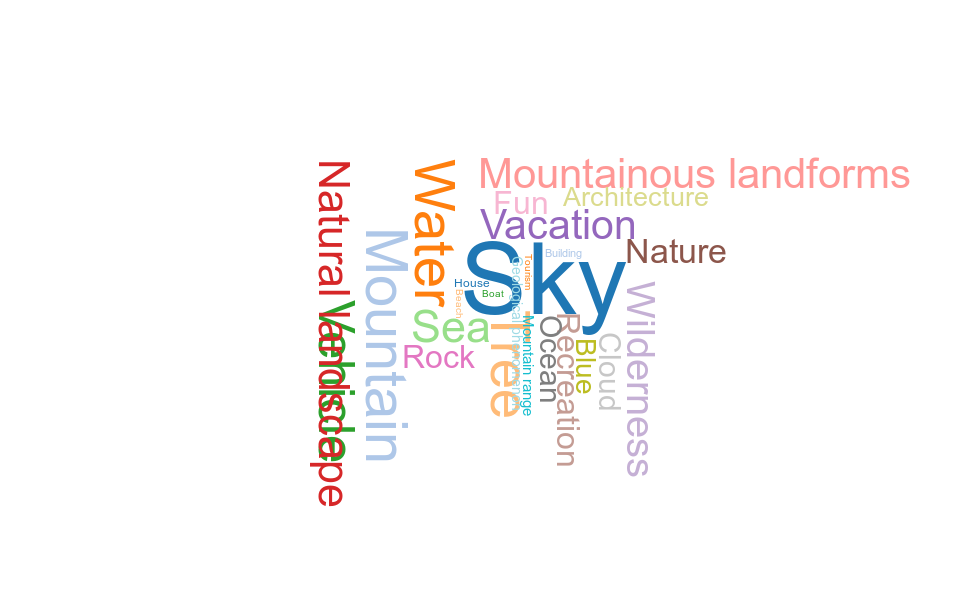 Natural landscape
Vehicle
Mountain
Water
Mountainous landforms
Fun
Architecture
Vacation
Nature
Sky
Building
Tourism
Geological phenomenon
House
Boat
Beach
Sea
Rock
Tree
Mountain range
Ocean
Recreation
Blue
Cloud
Wilderness